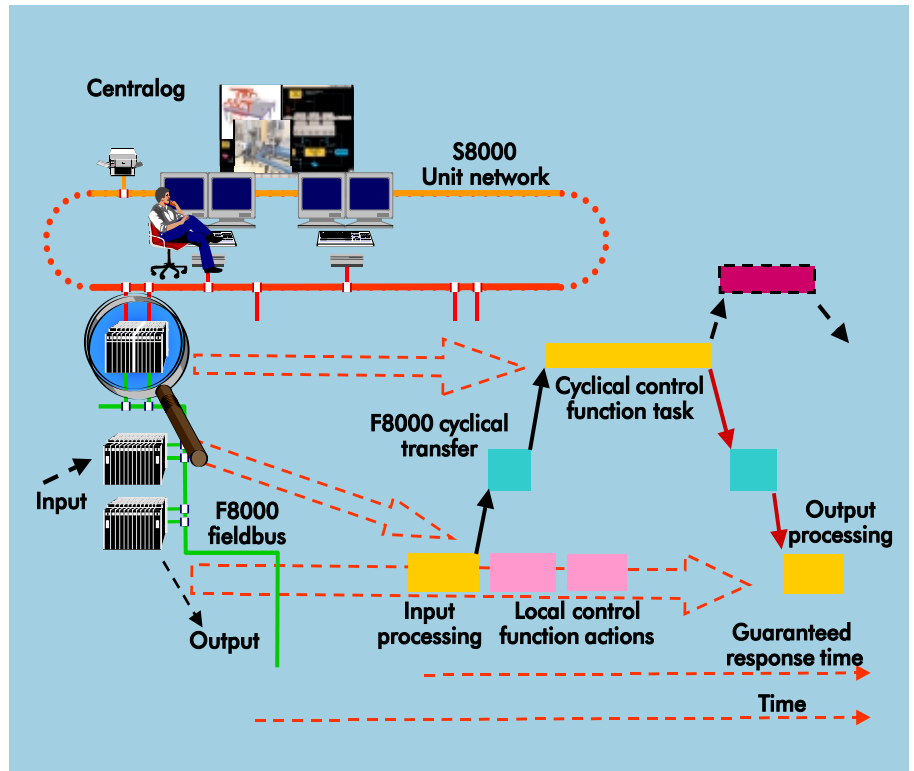 Centralog
S8000
Unit network
Cyclical control
function task
F8000 cyclical
transfer
Input
F8000
fieldbus
Output
processing
Input
processing
Local control
function actions
Output
Guaranteed
response time
Time